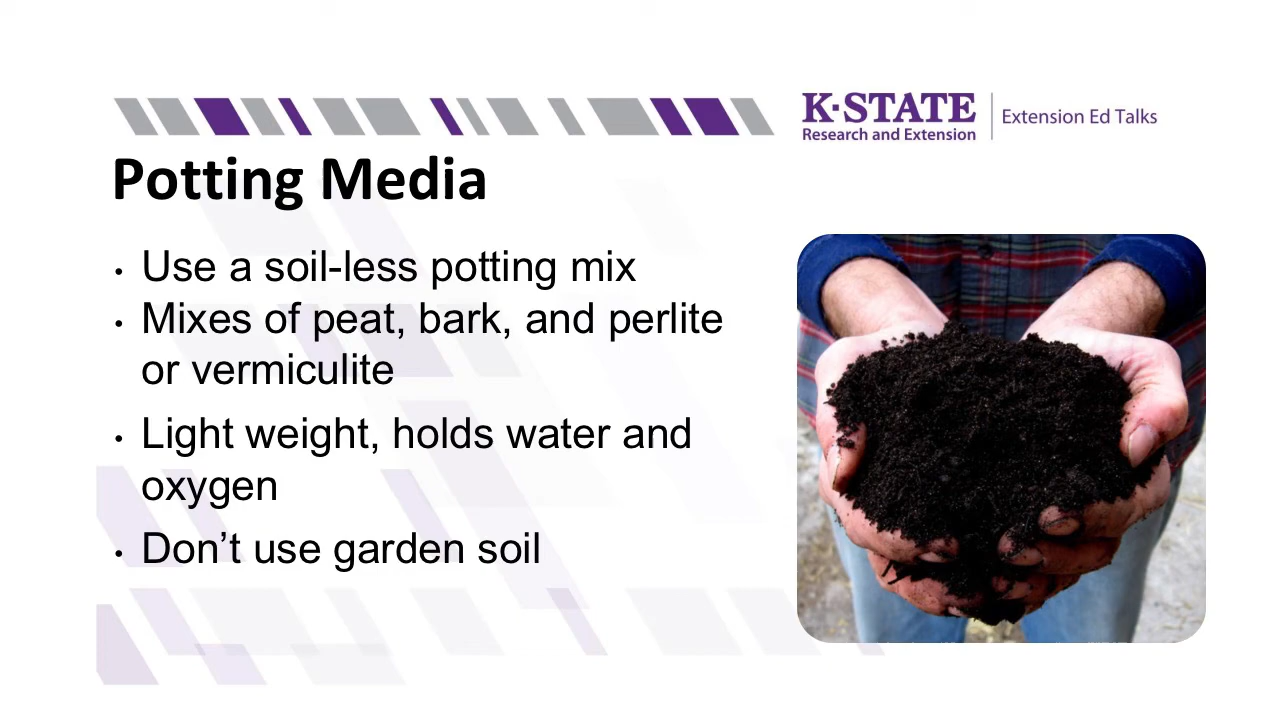 K-STATE
Research and Extension
Extension Ed Talks
Potting Media
• Use a soil-less potting mix
• Mixes of peat, bark, and perlite
or vermiculite
• Light weight, holds water and
oxygen
• Don’t use garden soil